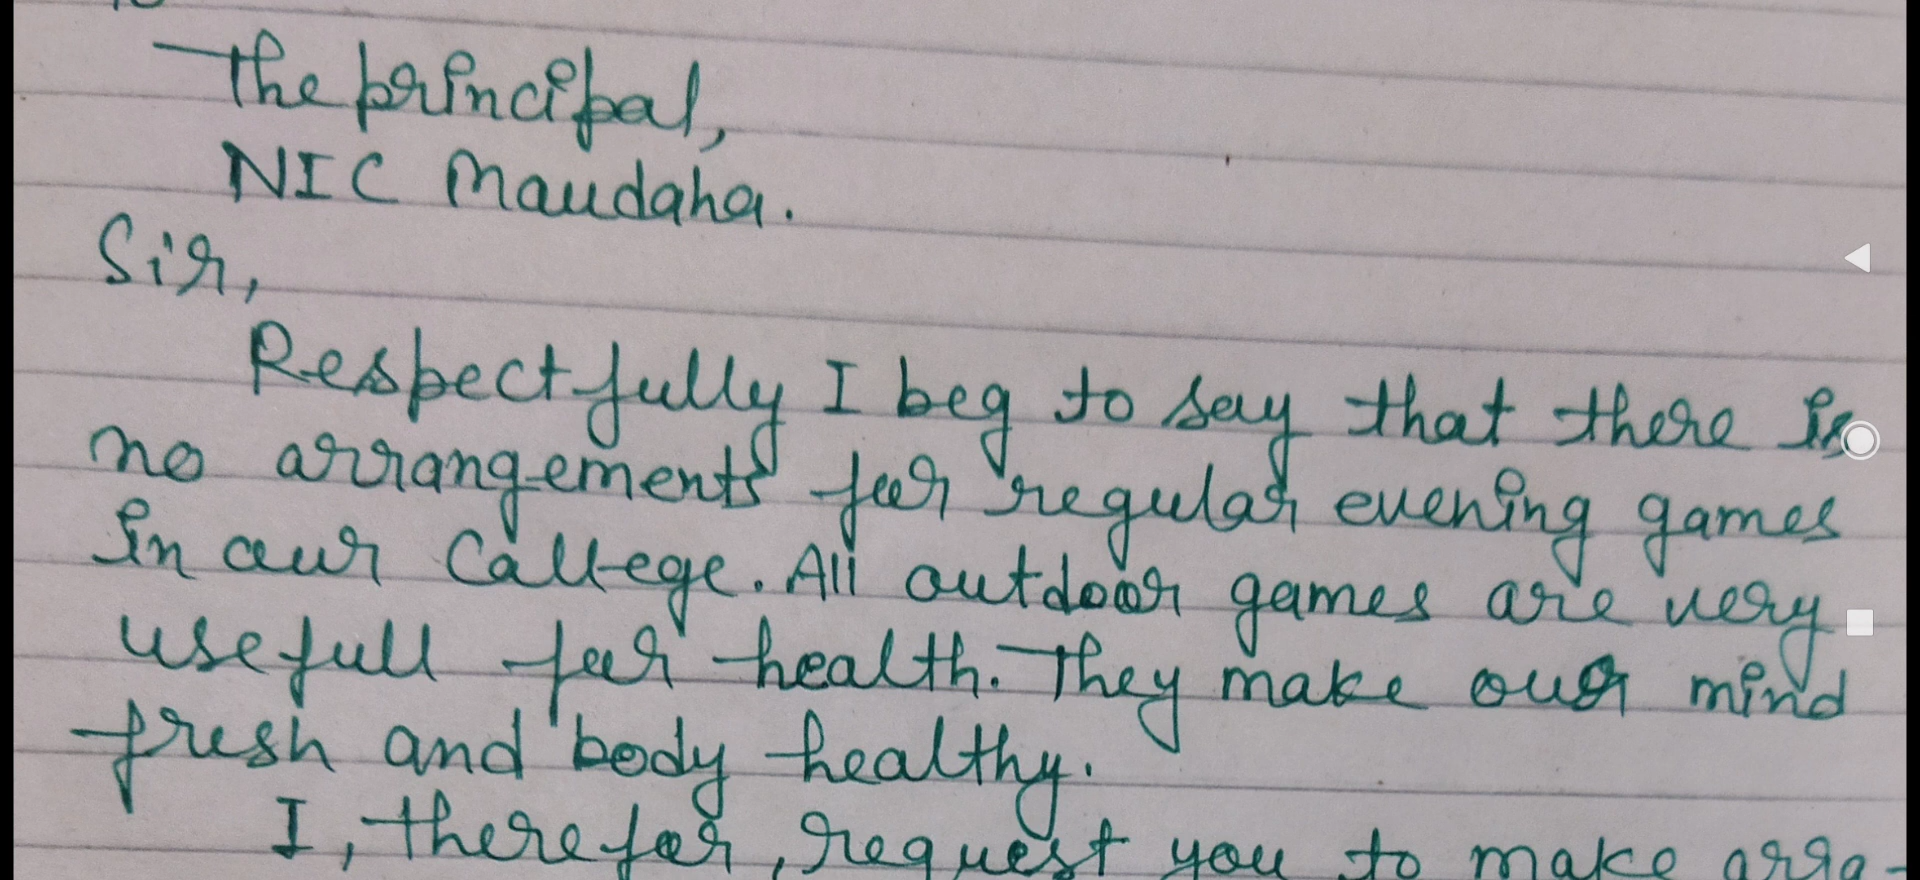 The principal,
NIC Maudaha.
Sir,
Respectfully I beg to say that there is
no arrangements for regular evening games
in our College. All outdoor games are very
usefull for health. They make our mind
fresh and body healthy.
I, therefor, request you to make arra-